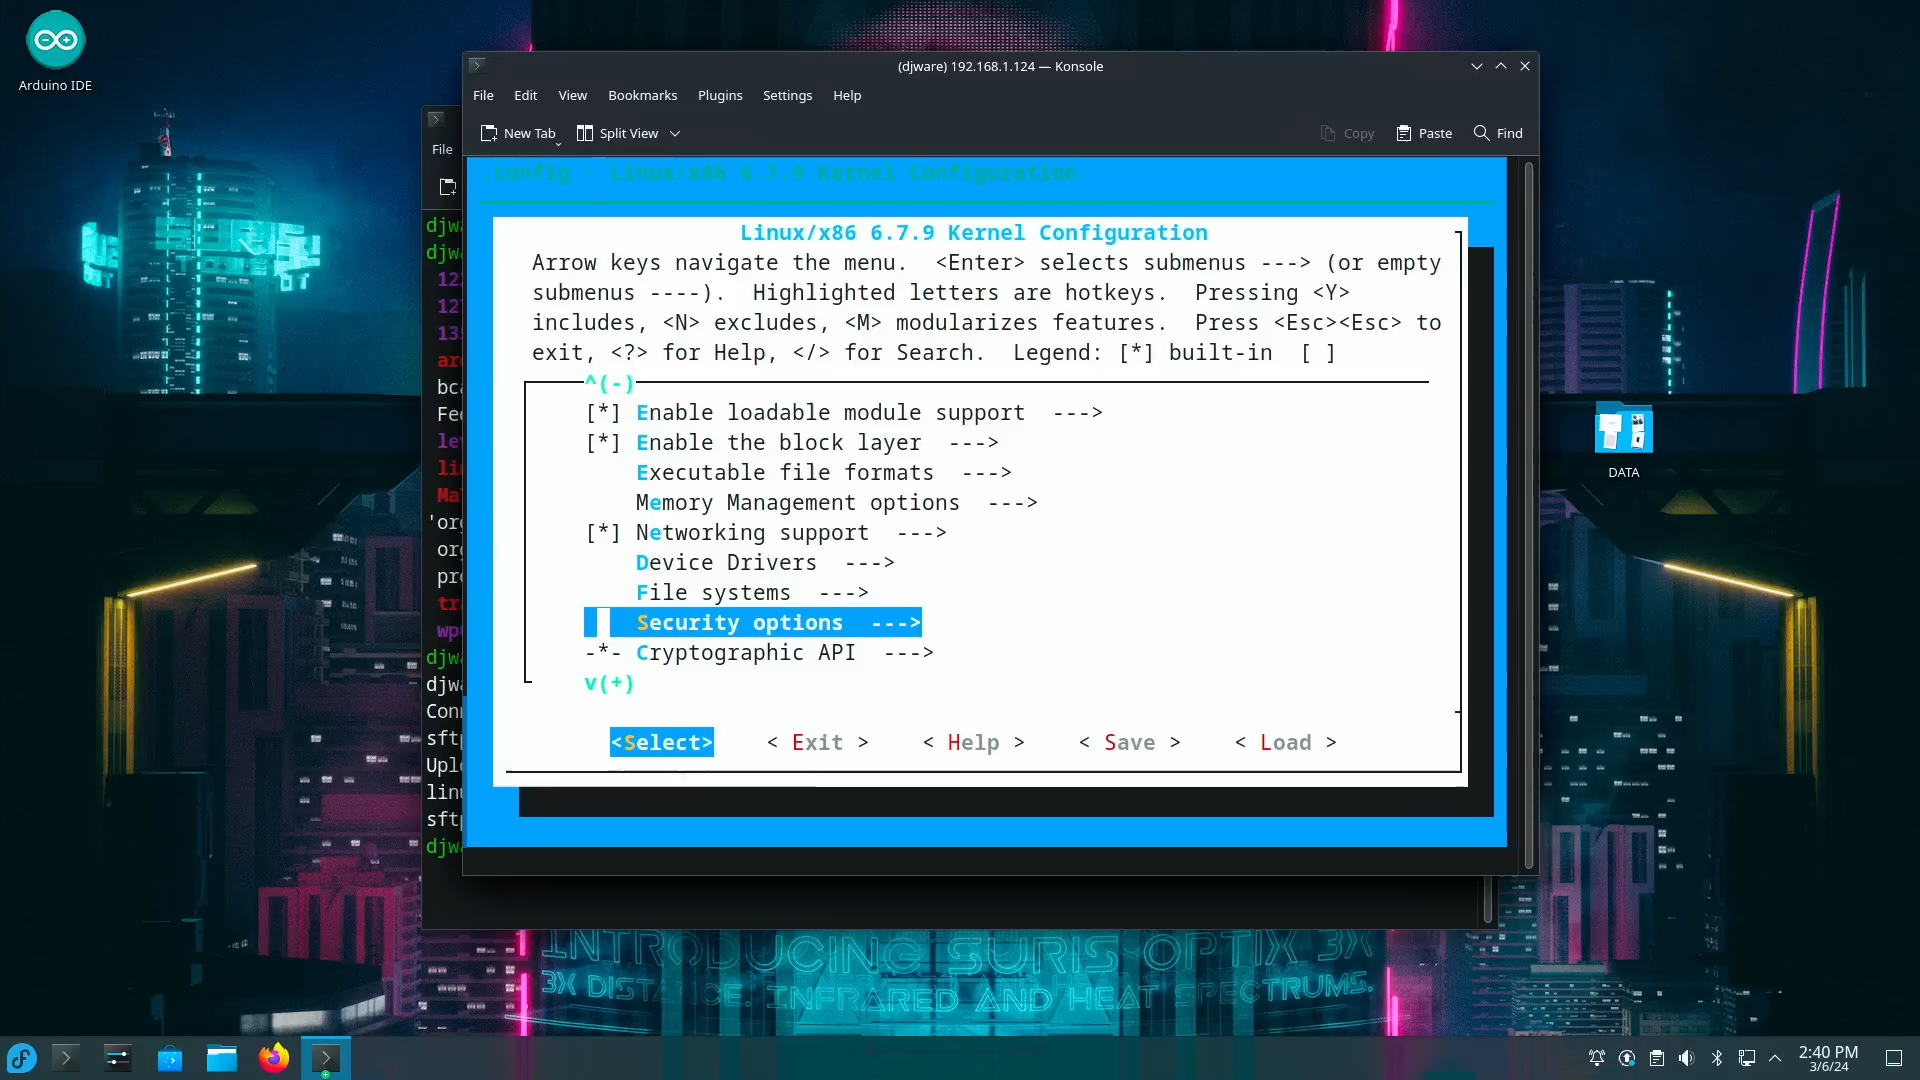 Arduino IDE
(djware) 192.168.1.124 — Konsole
File Edit View Bookmarks Plugins Settings Help
New Tab Split View Copy Paste Find
File
.config - Linux/x86 6.7.9 Kernel Configuration
Linux/x86 6.7.9 Kernel Configuration
Arrow keys navigate the menu. <Enter> selects submenus ---> (or empty
submenus ----). Highlighted letters are hotkeys. Pressing <Y>
includes, <N> excludes, <M> modularizes features. Press <Esc><Esc> to
exit, <?> for Help, </> for Search. Legend: [*] built-in [ ]
^(-)
[*] Enable loadable module support --->
[*] Enable the block layer --->
Executable file formats --->
Memory Management options --->
[*] Networking support --->
Device Drivers --->
File systems --->
Security options --->
-*- Cryptographic API --->
v(+)
<Select> < Exit > < Help > < Save > < Load >
DATA
INTRODUCING SURIS OPTIX 3X
3X DISTANCE. INFRARED AND HEAT SPECTRUMS.
2:40 PM
3/6/24